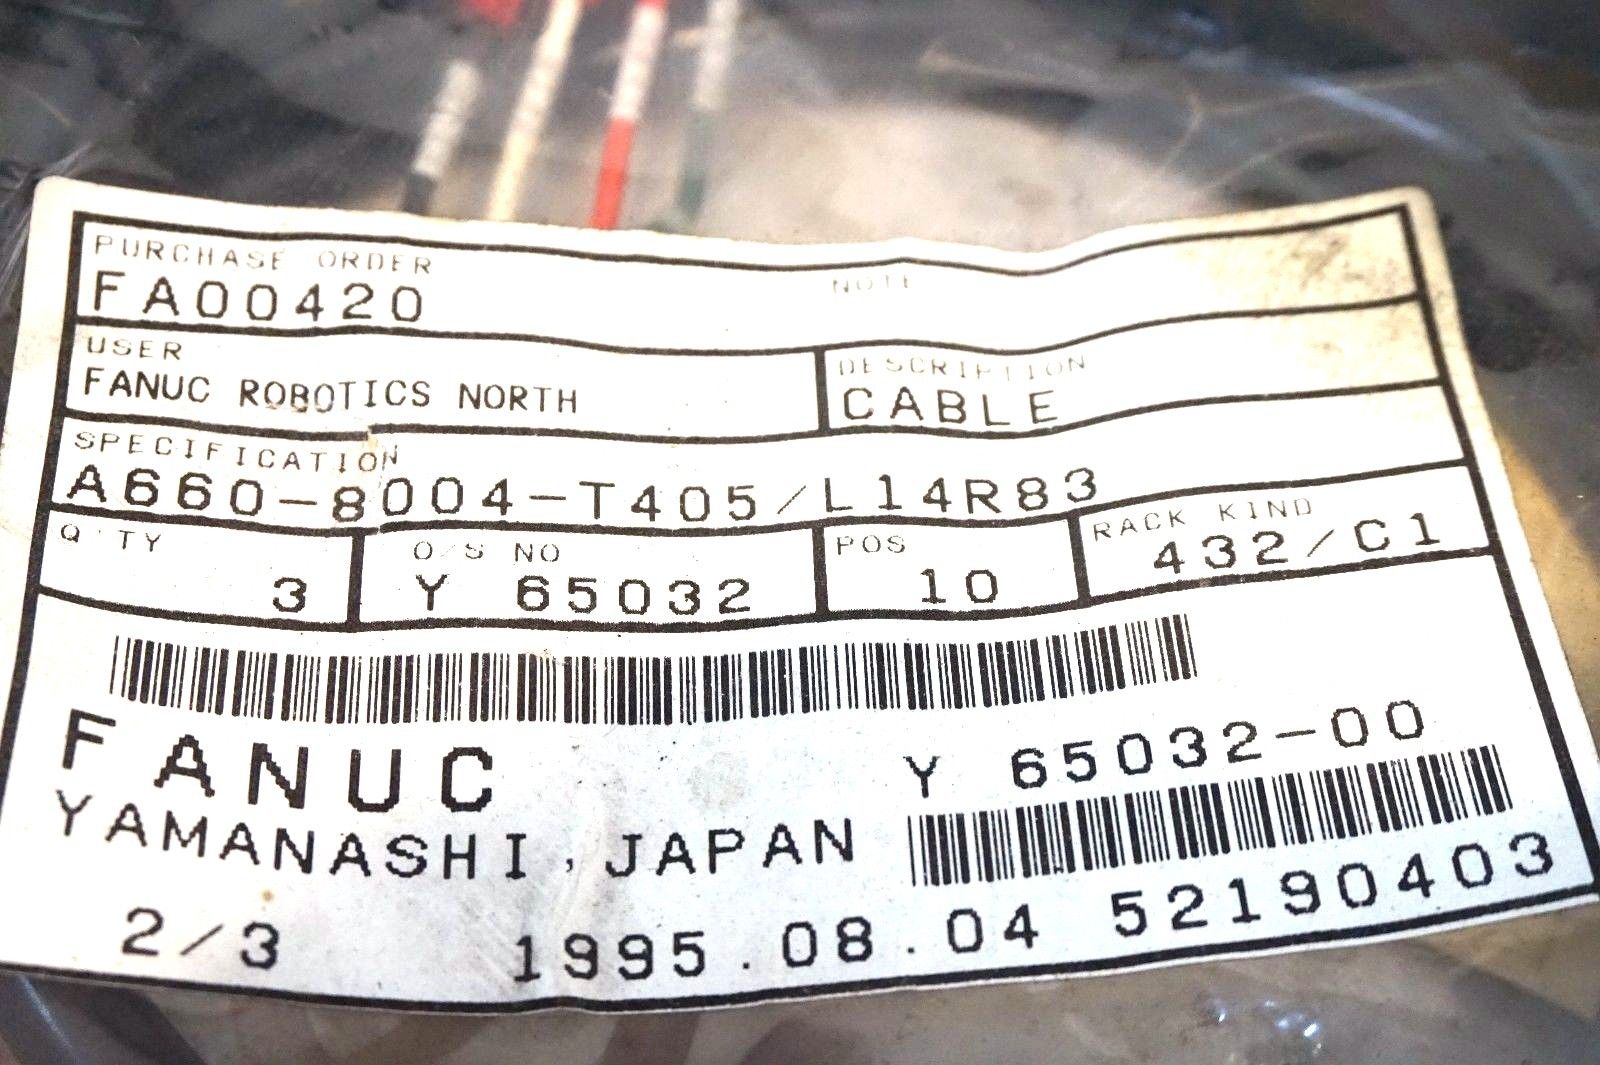 PURCHASE ORDER NOTE
FA00420
USER DESCRIPTION
FANUC ROBOTICS NORTH CABLE
SPECIFICATION
A660-8004-T405/L14R83
Q'TY O/S NO POS RACK KIND
3 Y 65032 10 432/C1
FANUC Y 65032-00
YAMANASHI, JAPAN
2/3 1995.08.04 52190403